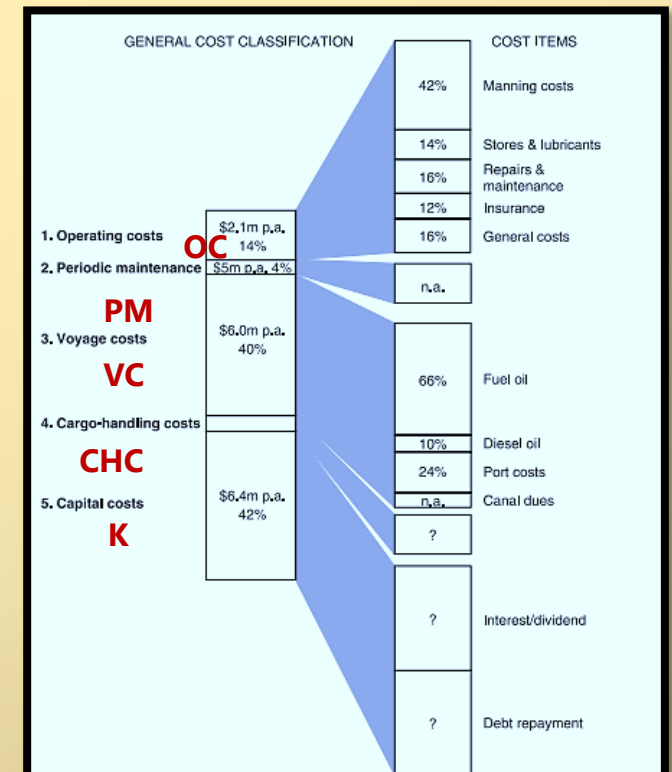 GENERAL COST CLASSIFICATION
COST ITEMS
42%
Manning costs
14%
Stores & lubricants
16%
Repairs &
maintenance
12%
Insurance
16%
General costs
1. Operating costs
$2.1m p.a.
14%
OC
2. Periodic maintenance
$5m p.a. 4%
n.a.
PM
3. Voyage costs
$6.0m p.a.
40%
VC
66%
Fuel oil
10%
Diesel oil
24%
Port costs
n.a.
Canal dues
4. Cargo-handling costs
CHC
?
5. Capital costs
$6.4m p.a.
42%
K
?
Interest/dividend
?
Debt repayment